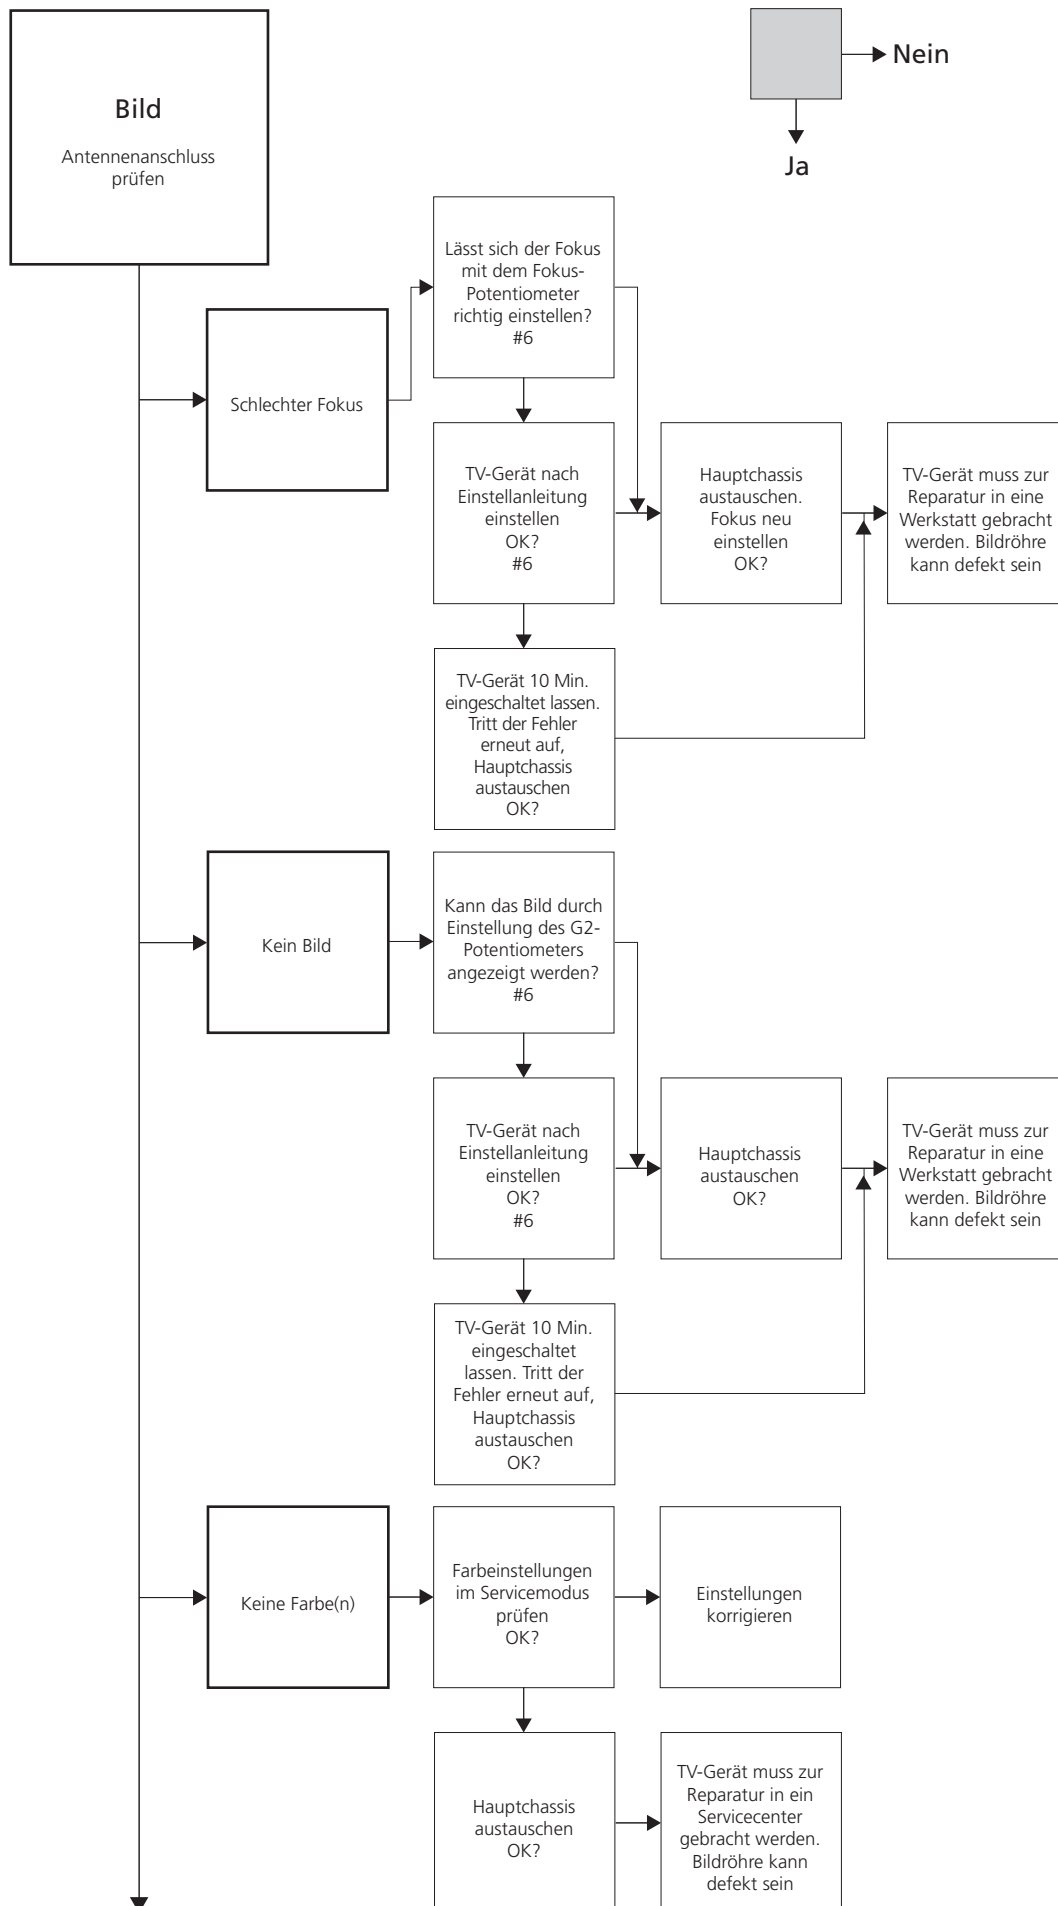 Bild
Antennenanschluss
prüfen
Nein
Ja
Schlechter Fokus
Lässt sich der Fokus
mit dem Fokus-
Potentiometer
richtig einstellen?
#6
TV-Gerät nach
Einstellanleitung
einstellen
OK?
#6
Hauptchassis
austauschen.
Fokus neu
einstellen
OK?
TV-Gerät muss zur
Reparatur in eine
Werkstatt gebracht
werden. Bildröhre
kann defekt sein
TV-Gerät 10 Min.
eingeschaltet lassen.
Tritt der Fehler
erneut auf,
Hauptchassis
austauschen
OK?
Kein Bild
Kann das Bild durch
Einstellung des G2-
Potentiometers
angezeigt werden?
#6
TV-Gerät nach
Einstellanleitung
einstellen
OK?
#6
Hauptchassis
austauschen
OK?
TV-Gerät muss zur
Reparatur in eine
Werkstatt gebracht
werden. Bildröhre
kann defekt sein
TV-Gerät 10 Min.
eingeschaltet
lassen. Tritt der
Fehler erneut auf,
Hauptchassis
austauschen
OK?
Keine Farbe(n)
Farbeinstellungen
im Servicemodus
prüfen
OK?
Einstellungen
korrigieren
Hauptchassis
austauschen
OK?
TV-Gerät muss zur
Reparatur in ein
Servicecenter
gebracht werden.
Bildröhre kann
defekt sein